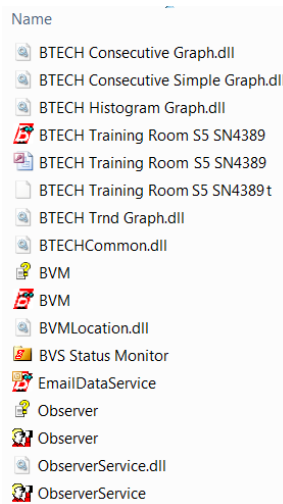 Name
BTECH Consecutive Graph.dll
BTECH Consecutive Simple Graph.dll
BTECH Histogram Graph.dll
BTECH Training Room S5 SN4389
BTECH Training Room S5 SN4389
BTECH Training Room S5 SN4389t
BTECH Trnd Graph.dll
BTECHCommon.dll
BVM
BVM
BVMLocation.dll
BVS Status Monitor
EmailDataService
Observer
Observer
ObserverService.dll
ObserverService